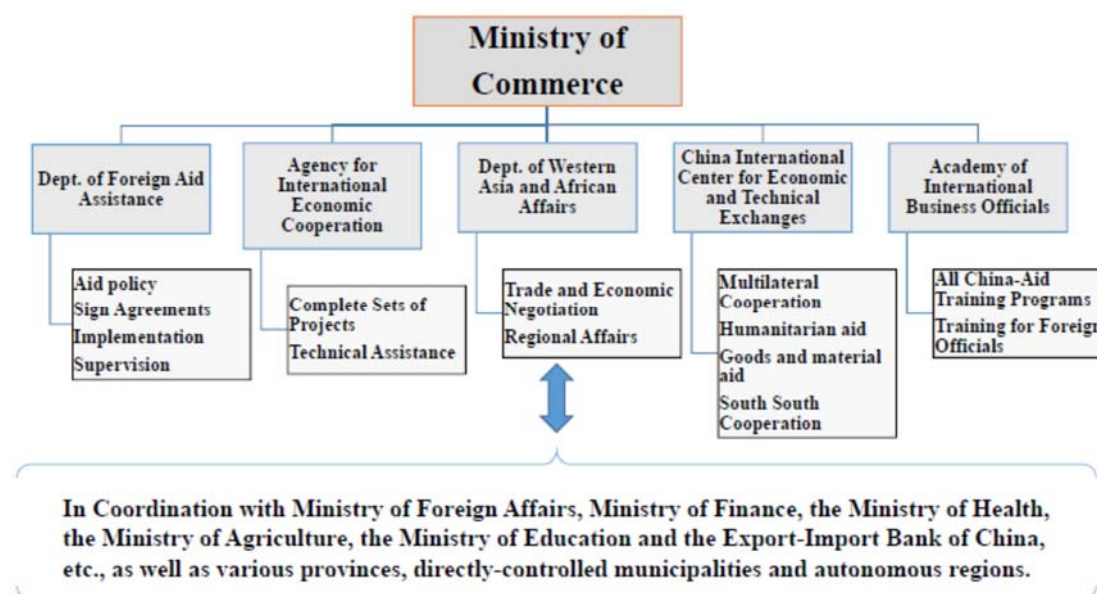 Ministry of
Commerce
Dept. of Foreign Aid
Assistance
Agency for
International
Economic
Cooperation
Dept. of Western
Asia and African
Affairs
China International
Center for Economic
and Technical
Exchanges
Academy of
International
Business Officials
Aid policy
Sign Agreements
Implementation
Supervision
Complete Sets of
Projects
Technical Assistance
Trade and Economic
Negotiation
Regional Affairs
Multilateral
Cooperation
Humanitarian aid
Goods and material
aid
South South
Cooperation
All China-Aid
Training Programs
Training for Foreign
Officials
In Coordination with Ministry of Foreign Affairs, Ministry of Finance, the Ministry of Health,
the Ministry of Agriculture, the Ministry of Education and the Export-Import Bank of China,
etc., as well as various provinces, directly-controlled municipalities and autonomous regions.